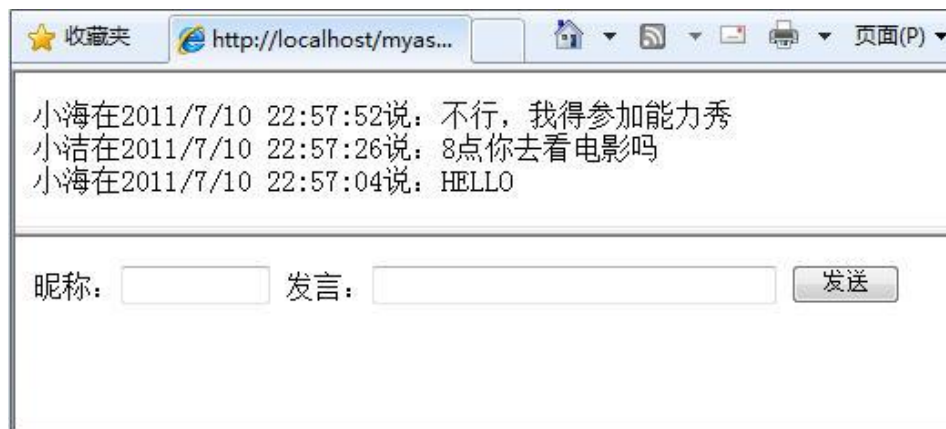 收藏夹 http://localhost/myas... 页面(P)
小海在2011/7/10 22:57:52说：不行，我得参加能力秀
小洁在2011/7/10 22:57:26说：8点你去看电影吗
小海在2011/7/10 22:57:04说：HELLO
昵称： 发言： 发送